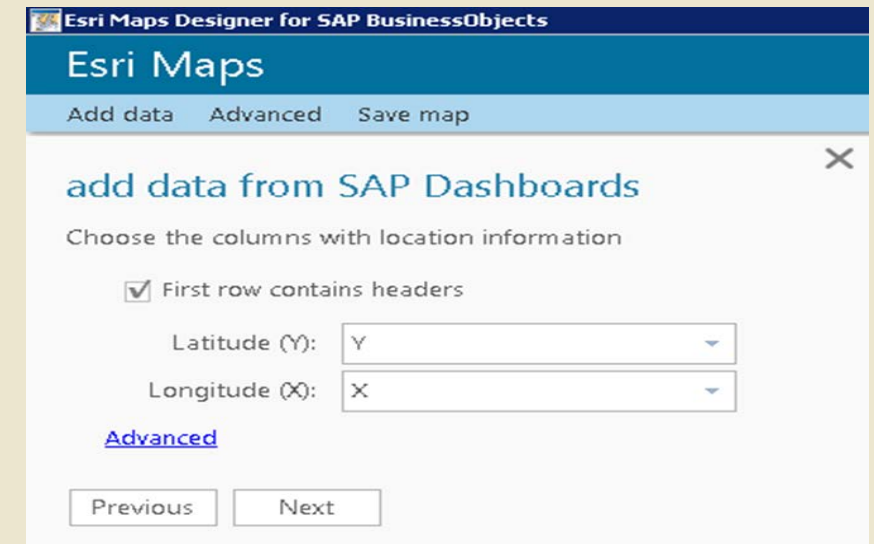 Esri Maps Designer for SAP BusinessObjects
Esri Maps
Add data Advanced Save map
add data from SAP Dashboards
Choose the columns with location information
First row contains headers
Latitude (Y): Y
Longitude (X): X
Advanced
Previous Next